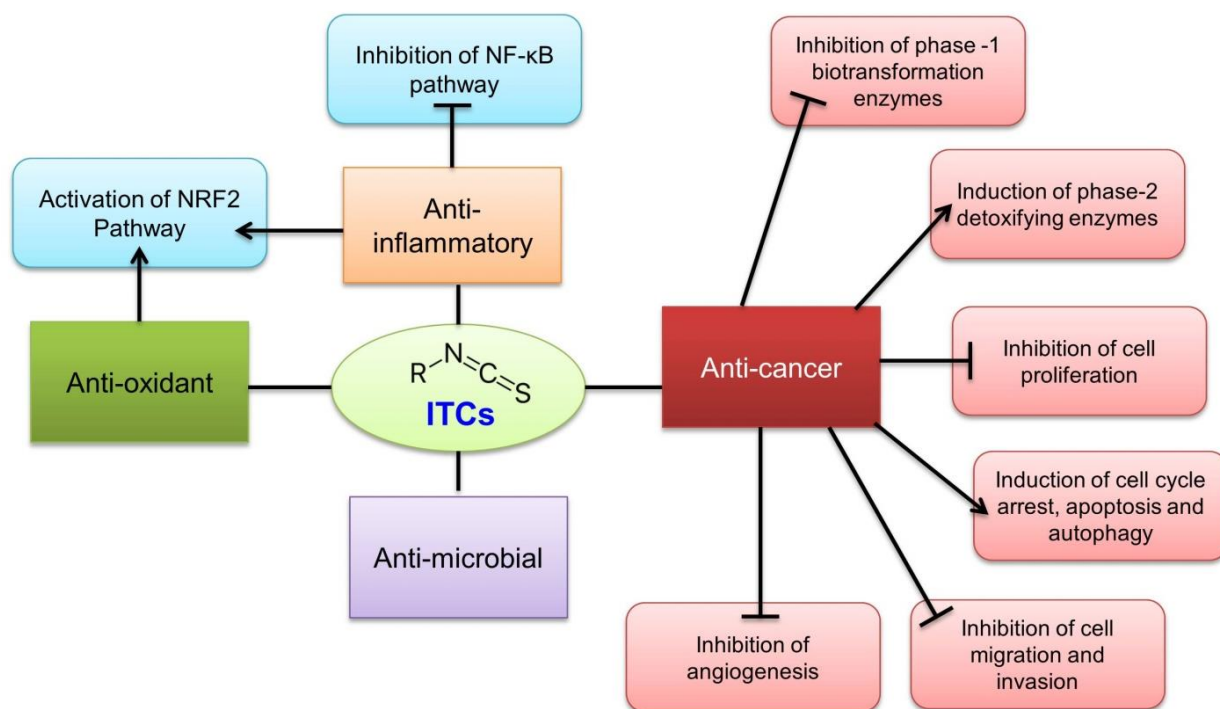 Inhibition of NF-κB
pathway
Inhibition of phase -1
biotransformation
enzymes
Activation of NRF2
Pathway
Anti-
inflammatory
Induction of phase-2
detoxifying enzymes
Anti-oxidant
R
N
C
S
ITCs
Anti-cancer
Inhibition of cell
proliferation
Anti-microbial
Induction of cell cycle
arrest, apoptosis and
autophagy
Inhibition of
angiogenesis
Inhibition of cell
migration and
invasion